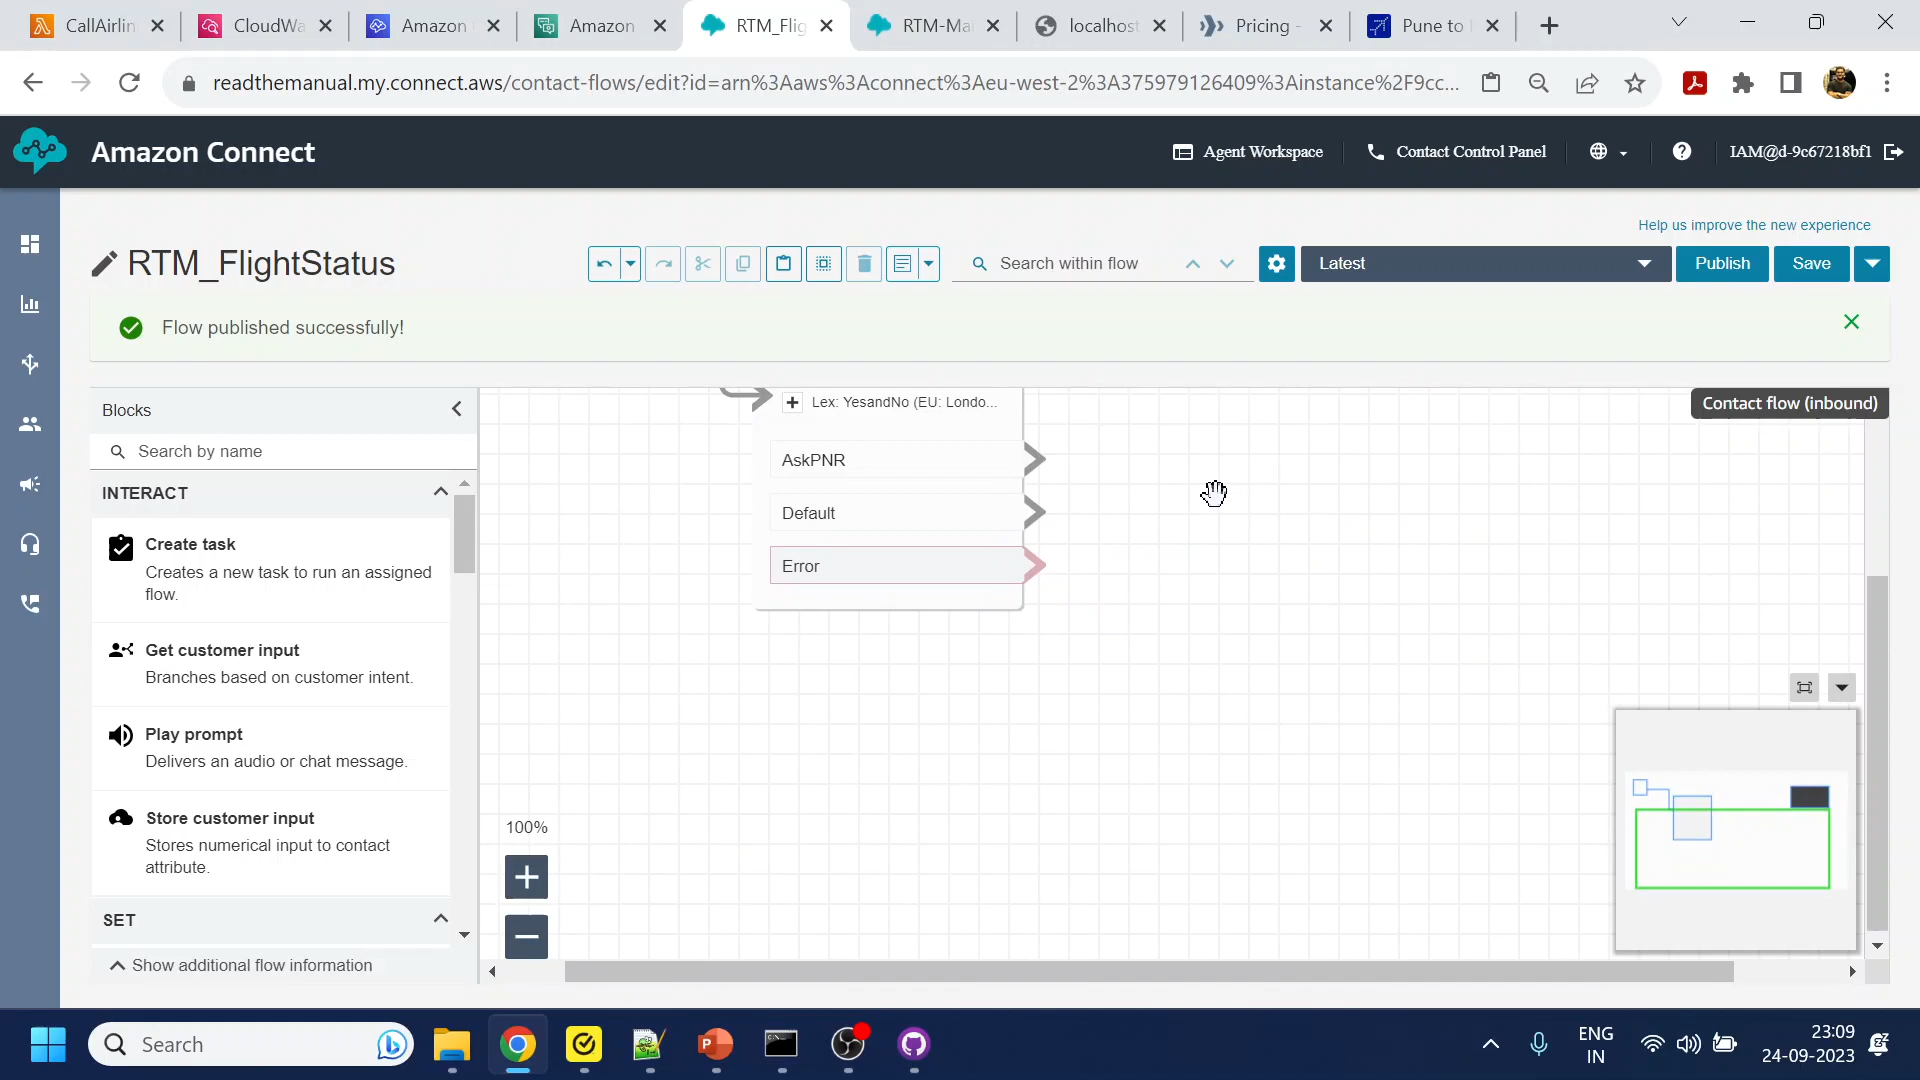 CallAirlin
CloudWa
Amazon
Amazon
RTM_Flig
RTM-Mai
localhost
Pricing -
Pune to
readthemanual.my.connect.aws/contact-flows/edit?id=arn%3Aaws%3Aconnect%3Aeu-west-2%3A375979126409%3Ainstance%2F9cc...
Amazon Connect
Agent Workspace
Contact Control Panel
IAM@d-9c67218bf1
Help us improve the new experience
RTM_FlightStatus
Search within flow
Latest
Publish
Save
Flow published successfully!
Blocks
Search by name
INTERACT
Create task
Creates a new task to run an assigned
flow.
Get customer input
Branches based on customer intent.
Play prompt
Delivers an audio or chat message.
Store customer input
Stores numerical input to contact
attribute.
SET
Show additional flow information
Contact flow (inbound)
Lex: YesandNo (EU: Londo...
AskPNR
Default
Error
100%
Search
ENG
IN
23:09
24-09-2023